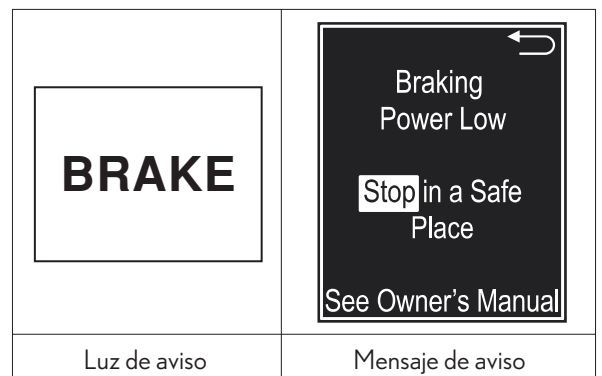 BRAKE
Braking
Power Low
Stop in a Safe
Place
See Owner's Manual
Luz de aviso
Mensaje de aviso